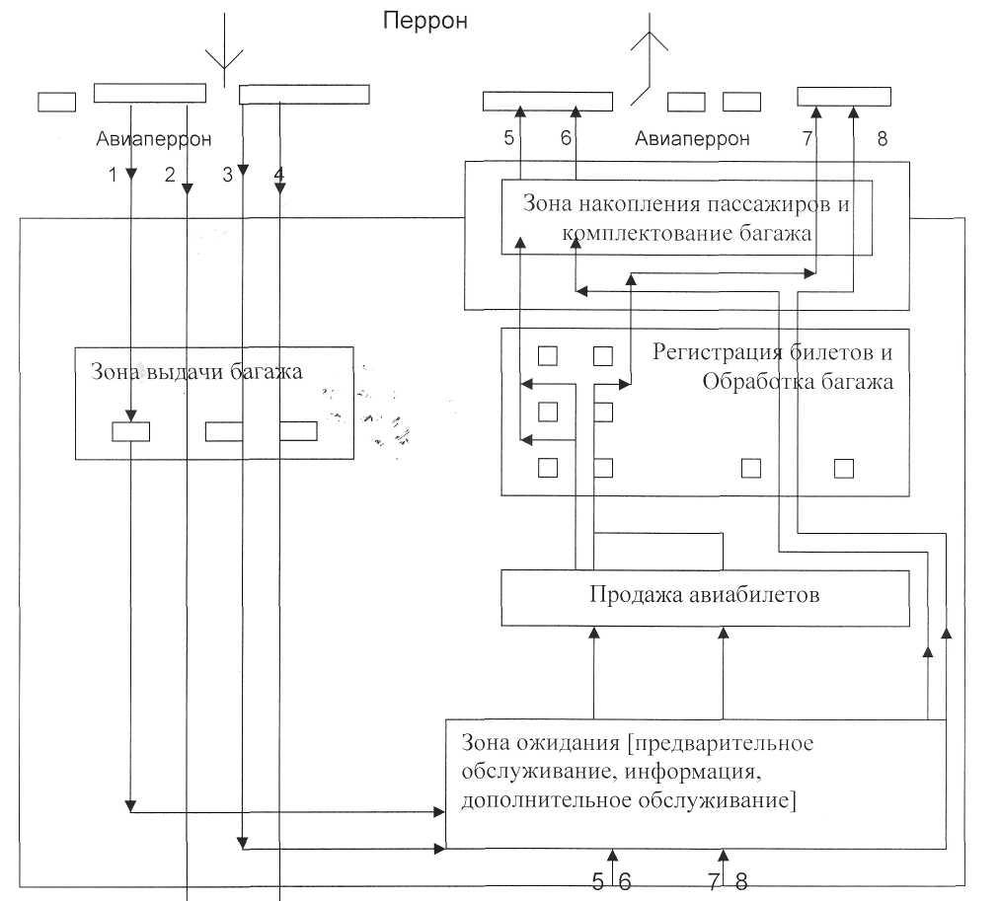 Перрон
Авиаперрон
1 2 3 4
5 6 Авиаперрон 7 8
Зона накопления пассажиров и
комплектование багажа
Зона выдачи багажа
Регистрация билетов и
Обработка багажа
Продажа авиабилетов
Зона ожидания [предварительное
обслуживание, информация,
дополнительное обслуживание]
5 6 7 8